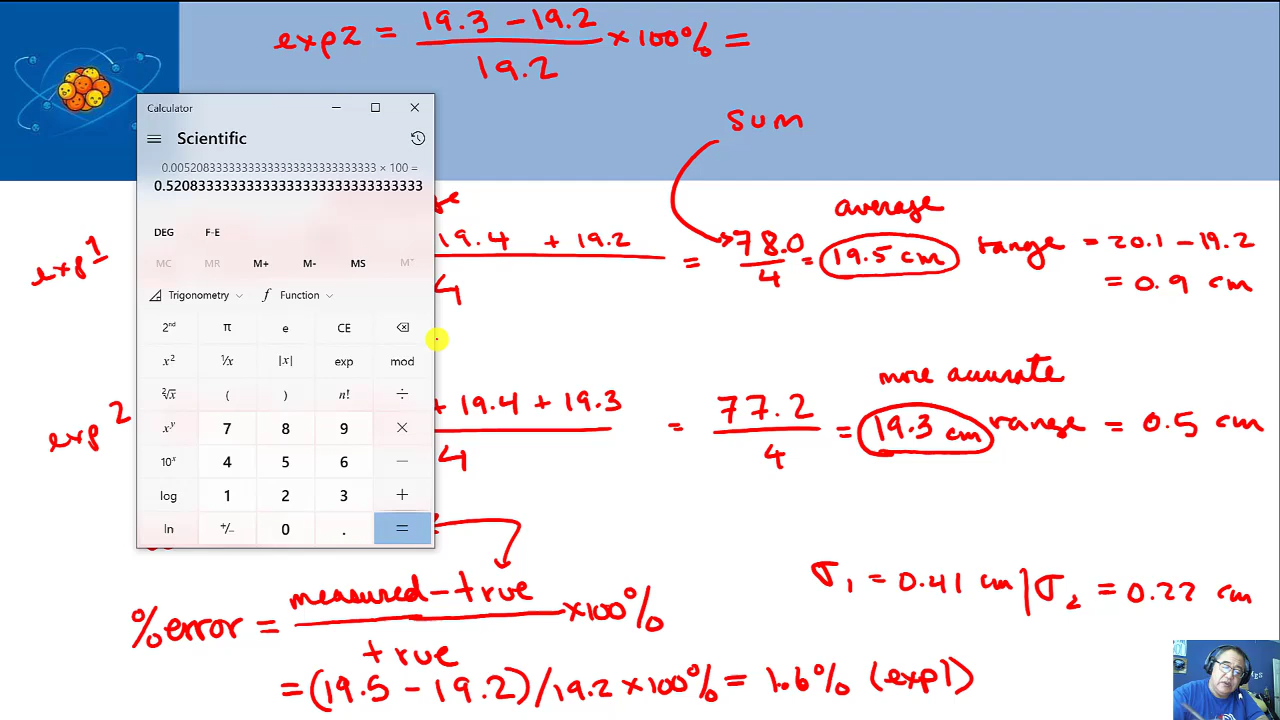 exp2 = 19.3 - 19.2 / 19.2 × 100% =
sum
Calculator
Scientific
0.00520833333333333333333333333333 × 100 =
0.52083333333333333333333333333333
DEG F-E
MC MR M+ M- MS M˅
Trigonometry Function
2ⁿᵈ π e CE
x² ¹/x |x| exp mod
²√x ( ) n! ÷
xʸ 7 8 9 ×
10ˣ 4 5 6 −
log 1 2 3 +
ln +/− 0 . =
average
exp1 19.4 + 19.2 / 4 = 78.0 / 4 = 19.5 cm range = 20.1 - 19.2
= 0.9 cm
more accurate
exp2 + 19.4 + 19.3 / 4 = 77.2 / 4 = 19.3 cm range = 0.5 cm
σ₁ = 0.41 cm | σ₂ = 0.22 cm
%error = measured - true / true × 100%
= (19.5 - 19.2) / 19.2 × 100% = 1.6% (exp1)